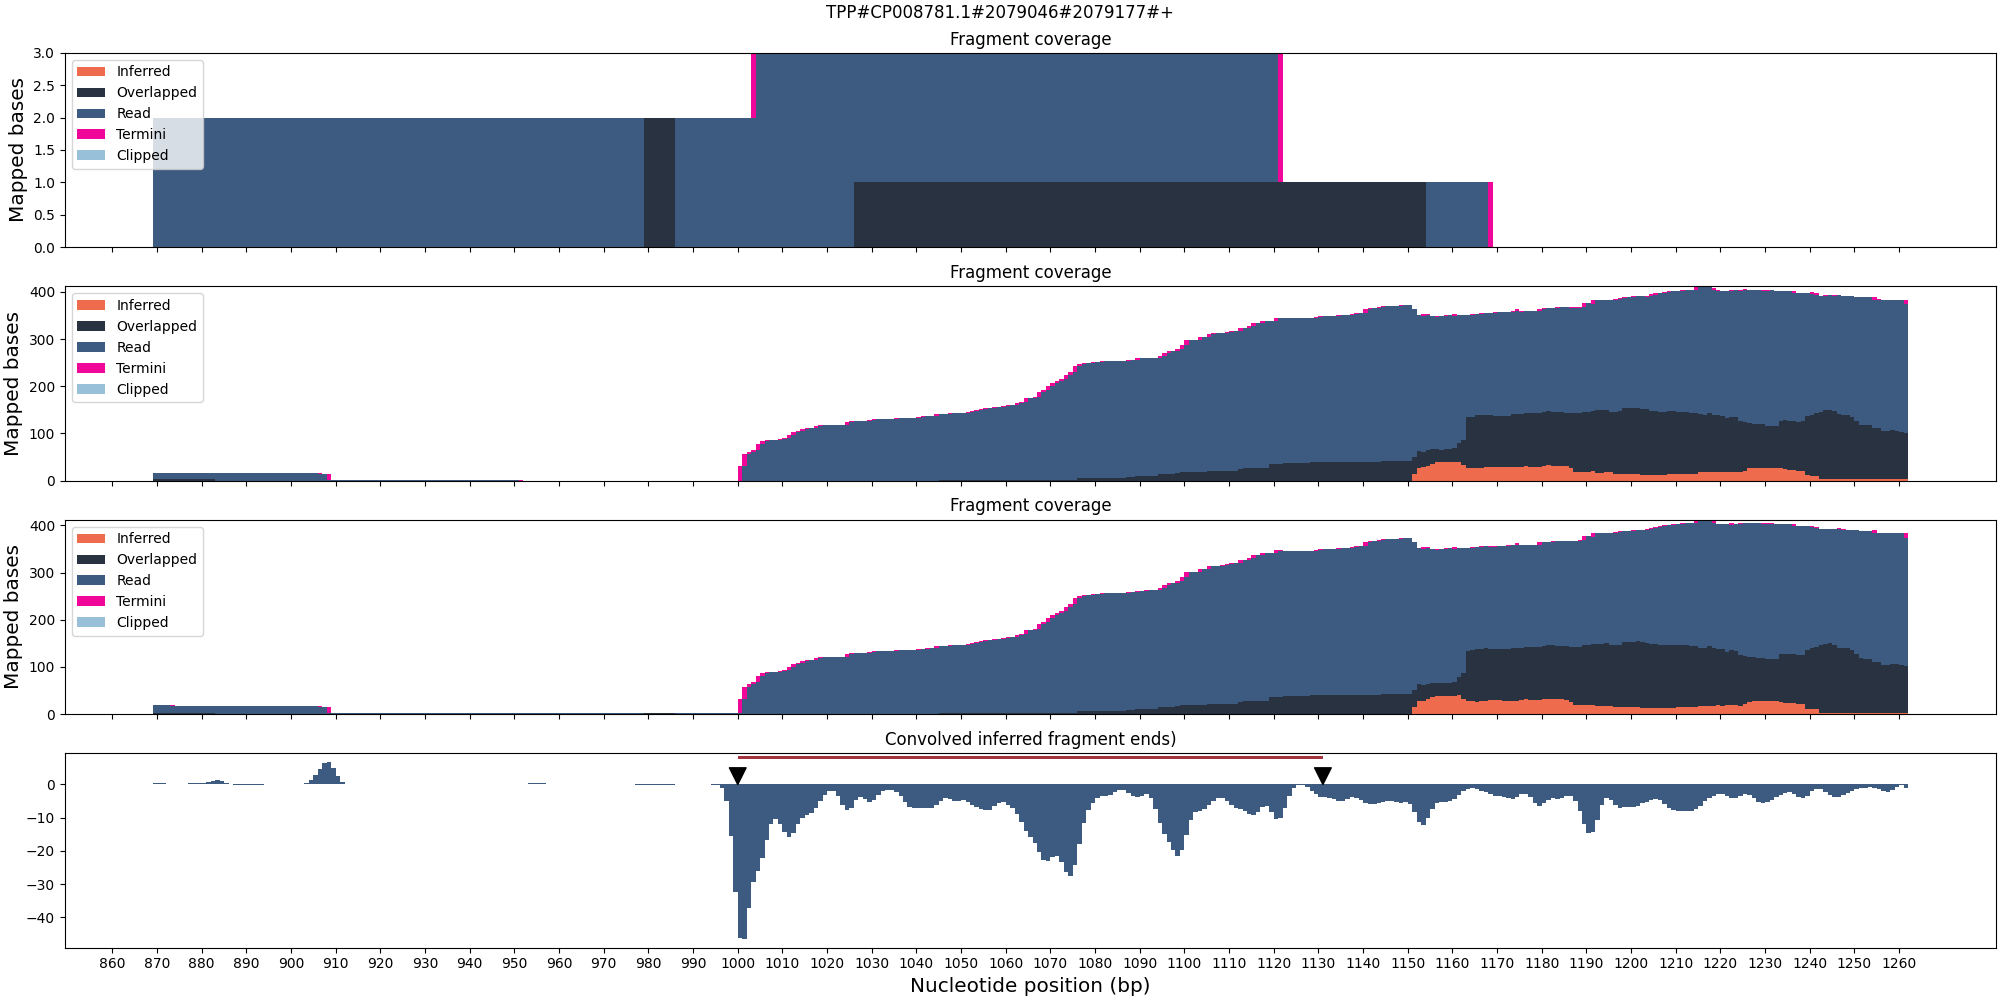 TPP#CP008781.1#2079046#2079177#+
Fragment coverage
Mapped bases
3.0
2.5
2.0
1.5
1.0
0.5
0.0
Inferred
Overlapped
Read
Termini
Clipped
Fragment coverage
Mapped bases
400
300
200
100
0
Inferred
Overlapped
Read
Termini
Clipped
Fragment coverage
Mapped bases
400
300
200
100
0
Inferred
Overlapped
Read
Termini
Clipped
Convolved inferred fragment ends)
0
−10
−20
−30
−40
860 870 880 890 900 910 920 930 940 950 960 970 980 990 1000 1010 1020 1030 1040 1050 1060 1070 1080 1090 1100 1110 1120 1130 1140 1150 1160 1170 1180 1190 1200 1210 1220 1230 1240 1250 1260
Nucleotide position (bp)